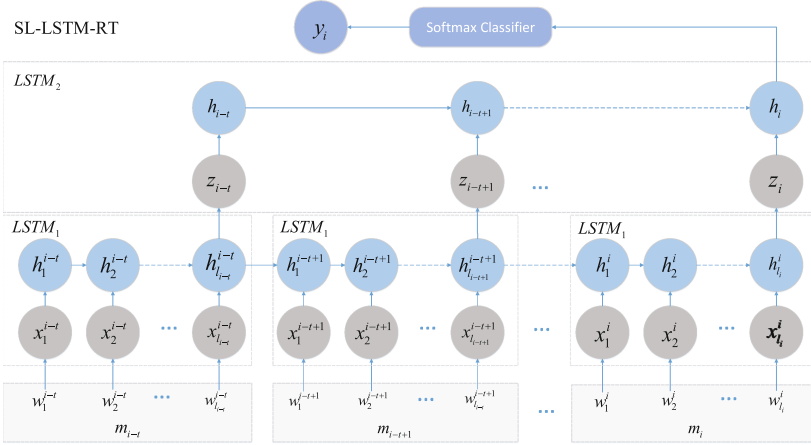 SL-LSTM-RT
y_i
Softmax Classifier
LSTM_2
h_{i-t} h_{i-t+1} h_i
z_{i-t} z_{i-t+1} ... z_i
LSTM_1 LSTM_1 LSTM_1
h_1^{i-t} h_2^{i-t} h_{l_{i-t}}^{i-t} h_1^{i-t+1} h_2^{i-t+1} h_{l_{i-t+1}}^{i-t+1} h_1^i h_2^i h_{l_i}^i
x_1^{i-t} x_2^{i-t} ... x_{l_{i-t}}^{i-t} x_1^{i-t+1} x_2^{i-t+1} ... x_{l_{i-t+1}}^{i-t+1} x_1^i x_2^i ... x_{l_i}^i
w_1^{i-t} w_2^{i-t} ... w_{l_{i-t}}^{i-t} w_1^{i-t+1} w_2^{i-t+1} ... w_{l_{i-t}}^{i-t+1} w_1^i w_2^i ... w_{l_i}^i
m_{i-t} m_{i-t+1} ... m_i